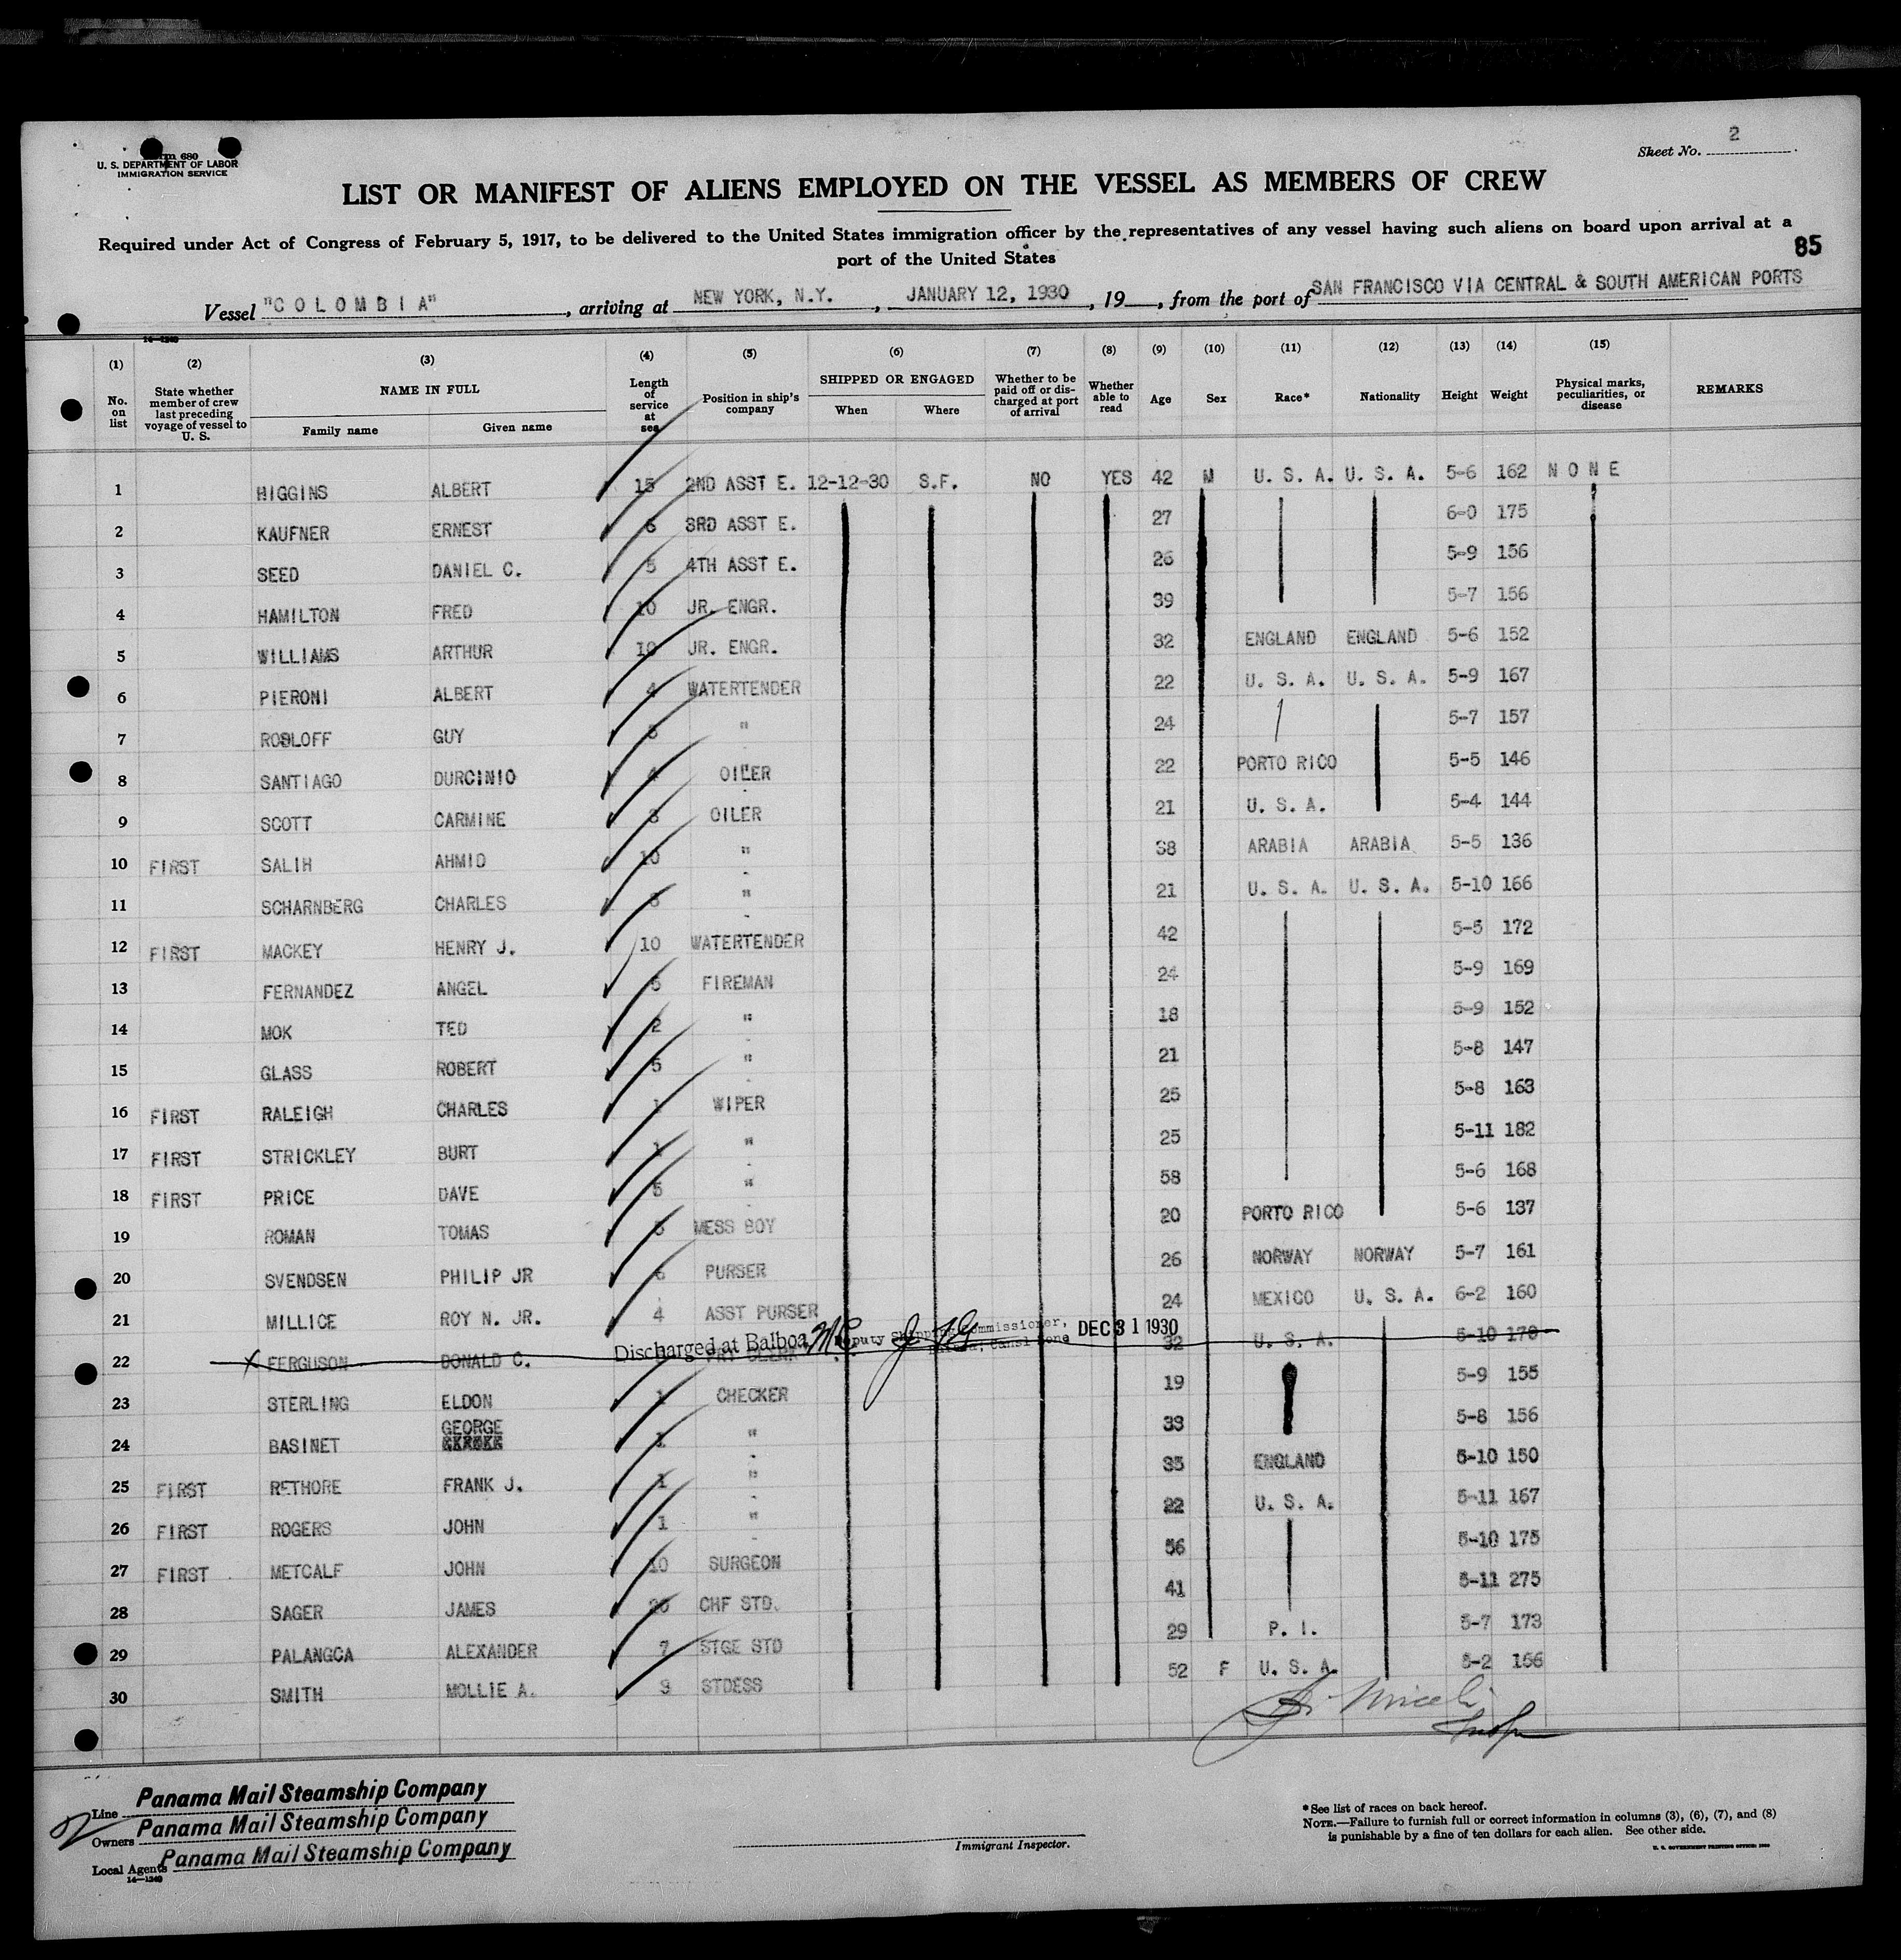 Form 680
U. S. DEPARTMENT OF LABOR
IMMIGRATION SERVICE
Sheet No. 2
LIST OR MANIFEST OF ALIENS EMPLOYED ON THE VESSEL AS MEMBERS OF CREW
Required under Act of Congress of February 5, 1917, to be delivered to the United States immigration officer by the representatives of any vessel having such aliens on board upon arrival at a
port of the United States
85
Vessel "COLOMBIA", arriving at NEW YORK, N.Y., JANUARY 12, 1930, 19__, from the port of SAN FRANCISCO VIA CENTRAL & SOUTH AMERICAN PORTS
14—1240
(1) (2) (3) (4) (5) (6) (7) (8) (9) (10) (11) (12) (13) (14) (15)
No. on list State whether member of crew last preceding voyage of vessel to U. S. NAME IN FULL Family name Given name Length of service at sea Position in ship's company SHIPPED OR ENGAGED When Where Whether to be paid off or discharged at port of arrival Whether able to read Age Sex Race* Nationality Height Weight Physical marks, peculiarities, or disease REMARKS
1 HIGGINS ALBERT 15 2ND ASST E. 12-12-30 S.F. NO YES 42 M U. S. A. U. S. A. 5-6 162 NONE
2 KAUFNER ERNEST 6 3RD ASST E. 27 6-0 175
3 SEED DANIEL C. 5 4TH ASST E. 26 5-9 156
4 HAMILTON FRED 10 JR. ENGR. 39 5-7 156
5 WILLIAMS ARTHUR 10 JR. ENGR. 32 ENGLAND ENGLAND 5-6 152
6 PIERONI ALBERT 4 WATERTENDER 22 U. S. A. U. S. A. 5-9 167
7 ROSLOFF GUY " 24 5-7 157
8 SANTIAGO DURCINIO 4 OILER 22 PORTO RICO 5-5 146
9 SCOTT CARMINE 3 OILER 21 U. S. A. 5-4 144
10 FIRST SALIH AHMID 10 " 38 ARABIA ARABIA 5-5 136
11 SCHARNBERG CHARLES 3 " 21 U. S. A. U. S. A. 5-10 166
12 FIRST MACKEY HENRY J. 10 WATERTENDER 42 5-5 172
13 FERNANDEZ ANGEL 5 FIREMAN 24 5-9 169
14 MOK TED 2 " 18 5-9 152
15 GLASS ROBERT 5 " 21 5-8 147
16 FIRST RALEIGH CHARLES 1 WIPER 25 5-8 163
17 FIRST STRICKLEY BURT 1 " 25 5-11 182
18 FIRST PRICE DAVE 5 " 58 5-6 168
19 ROMAN TOMAS MESS BOY 20 PORTO RICO 5-6 137
20 SVENDSEN PHILIP JR 6 PURSER 26 NORWAY NORWAY 5-7 161
21 MILLICE ROY N. JR. 4 ASST PURSER 24 MEXICO U. S. A. 6-2 160
Discharged at Balboa Deputy Shipping Commissioner, Balboa, Canal Zone DEC 31 1930
22 FERGUSON DONALD C. FRT CLERK 32 U. S. A. 5-10 170
23 STERLING ELDON 1 CHECKER 19 5-9 155
24 BASINET GEORGE 1 " 33 5-8 156
25 FIRST RETHORE FRANK J. 1 " 35 ENGLAND 5-10 150
26 FIRST ROGERS JOHN 1 " 22 U. S. A. 5-11 167
27 FIRST METCALF JOHN 10 SURGEON 56 5-10 175
28 SAGER JAMES 20 CHF STD. 41 5-11 275
29 PALANGCA ALEXANDER 7 STGE STD 29 P. I. 5-7 173
30 SMITH MOLLIE A. 9 STDESS 52 F U. S. A. 5-2 166
Miceli
Insp
Line Panama Mail Steamship Company
Owners Panama Mail Steamship Company
Local Agents Panama Mail Steamship Company
14—1240
Immigrant Inspector.
*See list of races on back hereof.
NOTE.—Failure to furnish full or correct information in columns (3), (6), (7), and (8)
is punishable by a fine of ten dollars for each alien. See other side.